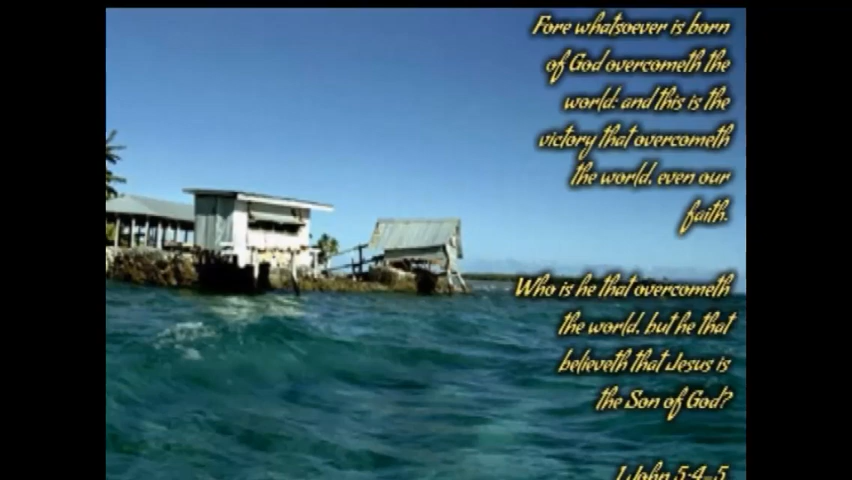 Fore whatsoever is born
of God overcometh the
world: and this is the
victory that overcometh
the world, even our
faith.
Who is he that overcometh
the world, but he that
believeth that Jesus is
the Son of God?
1 John 5:4-5